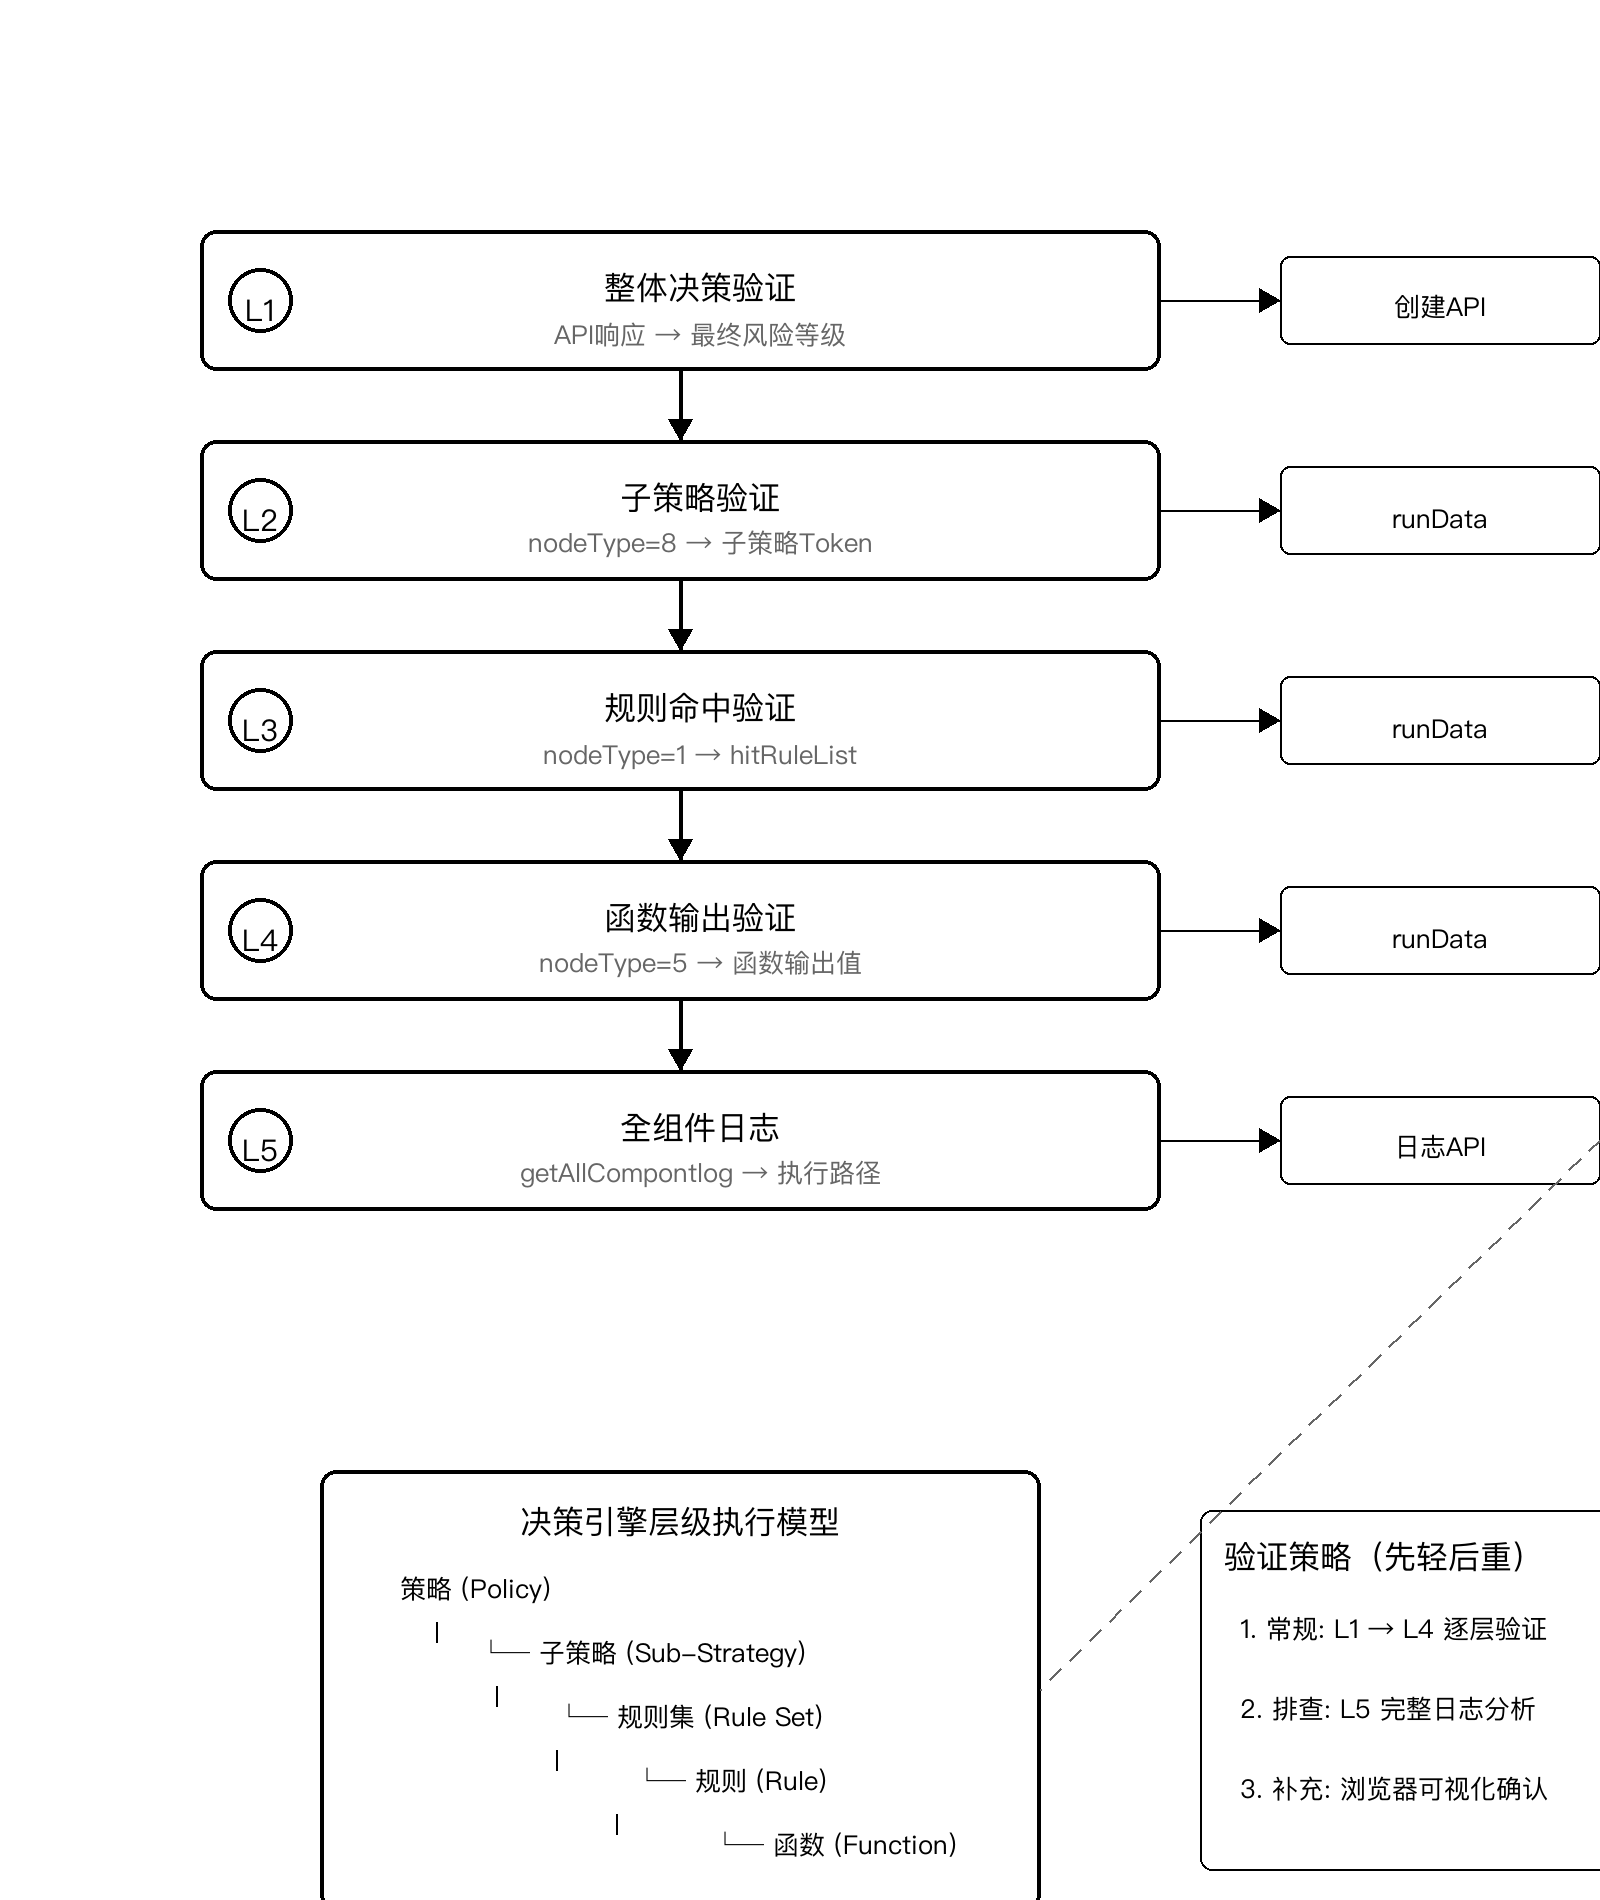 L1
整体决策验证
API响应 → 最终风险等级
创建API
L2
子策略验证
nodeType=8 → 子策略Token
runData
L3
规则命中验证
nodeType=1 → hitRuleList
runData
L4
函数输出验证
nodeType=5 → 函数输出值
runData
L5
全组件日志
getAllCompontlog → 执行路径
日志API
决策引擎层级执行模型
策略 (Policy)
└── 子策略 (Sub-Strategy)
└── 规则集 (Rule Set)
└── 规则 (Rule)
└── 函数 (Function)
验证策略（先轻后重）
1. 常规: L1 → L4 逐层验证
2. 排查: L5 完整日志分析
3. 补充: 浏览器可视化确认